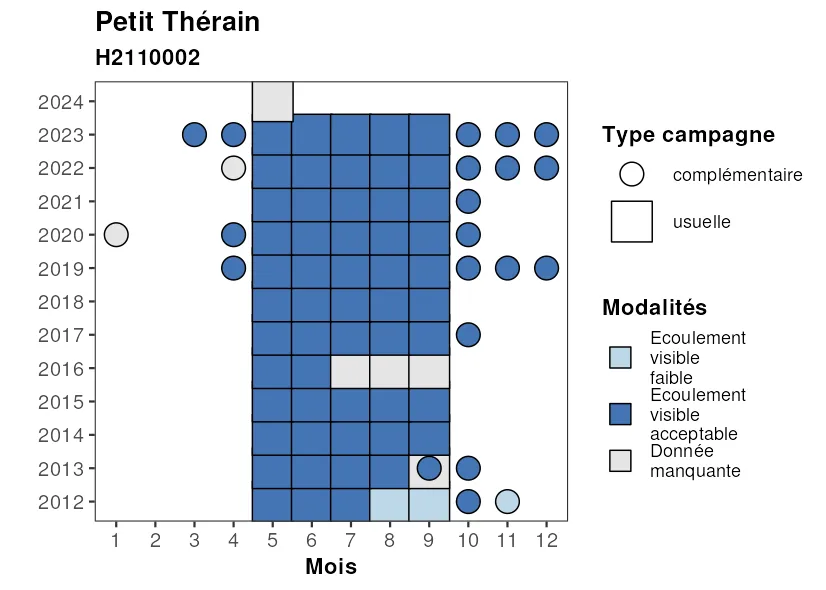 Petit Thérain
H2110002
2024
2023
2022
2021
2020
2019
2018
2017
2016
2015
2014
2013
2012
1 2 3 4 5 6 7 8 9 10 11 12
Mois
Type campagne
complémentaire
usuelle
Modalités
Ecoulement
visible
faible
Ecoulement
visible
acceptable
Donnée
manquante